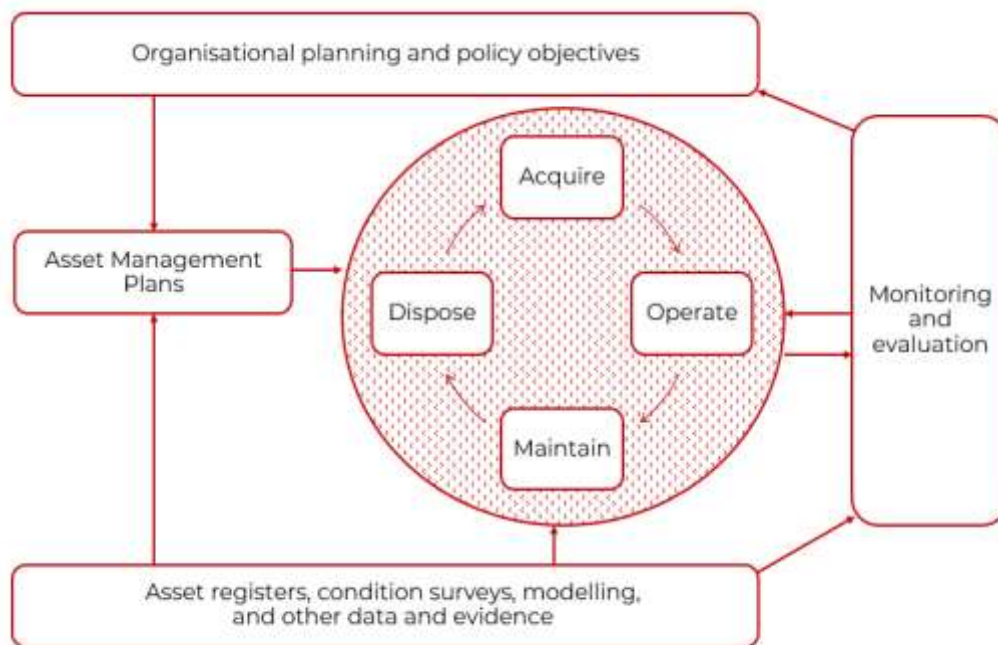 Organisational planning and policy objectives
Acquire
Asset Management
Plans
Dispose
Operate
Monitoring
and
evaluation
Maintain
Asset registers, condition surveys, modelling,
and other data and evidence